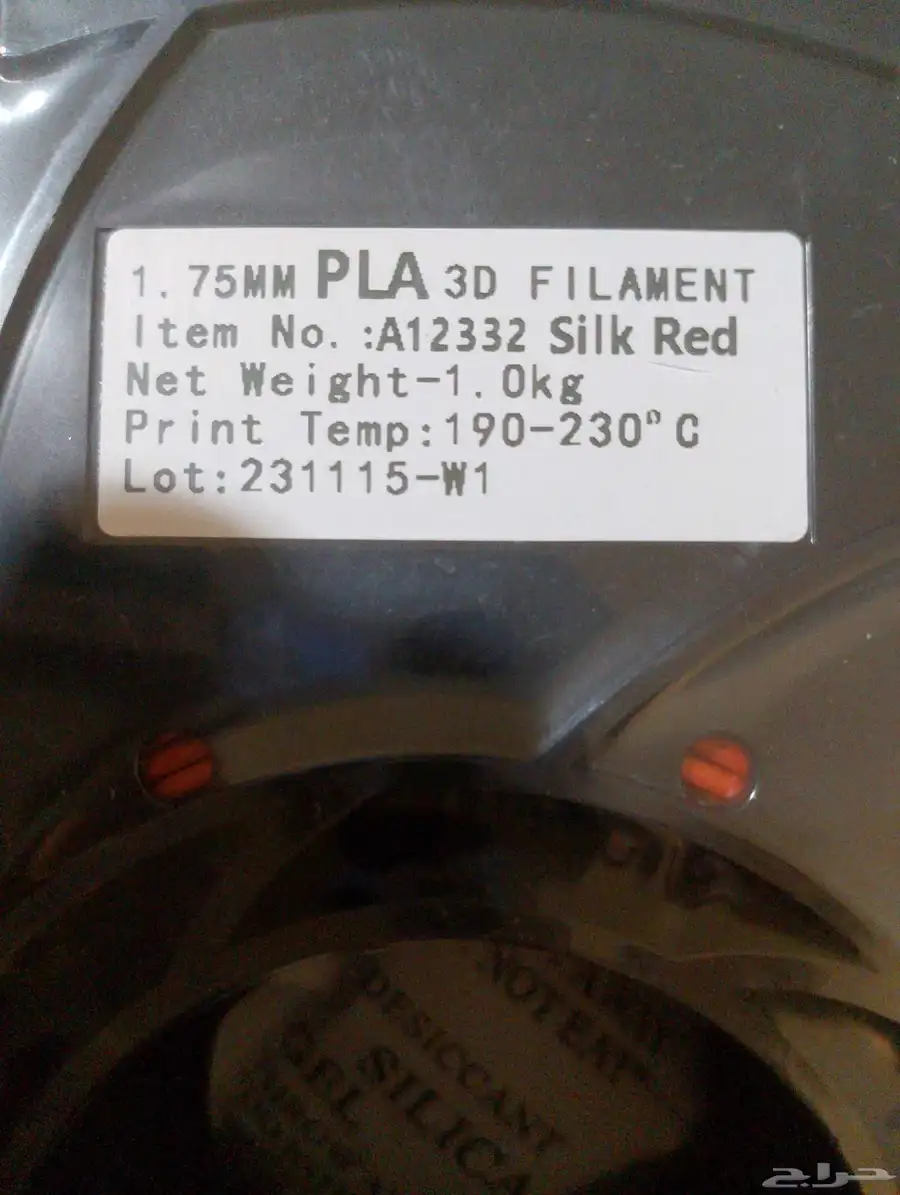 1.75MM PLA 3D FILAMENT
Item No.:A12332 Silk Red
Net Weight-1.0kg
Print Temp:190-230°C
Lot:231115-W1
NOT EAT"
DESICCANT
SILICA
GEL
حراج